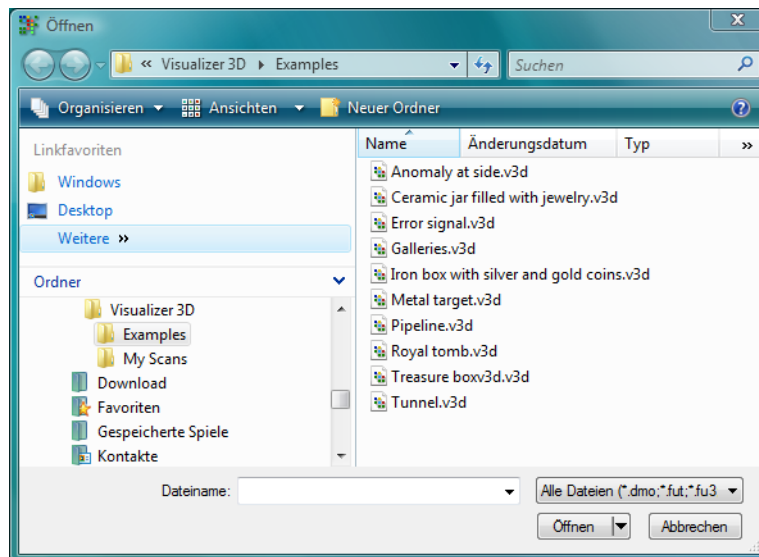 Öffnen
« Visualizer 3D Examples
Suchen
Organisieren Ansichten Neuer Ordner
Linkfavoriten
Windows
Desktop
Weitere »
Ordner
Visualizer 3D
Examples
My Scans
Download
Favoriten
Gespeicherte Spiele
Kontakte
Name Änderungsdatum Typ »
Anomaly at side.v3d
Ceramic jar filled with jewelry.v3d
Error signal.v3d
Galleries.v3d
Iron box with silver and gold coins.v3d
Metal target.v3d
Pipeline.v3d
Royal tomb.v3d
Treasure boxv3d.v3d
Tunnel.v3d
Dateiname:
Alle Dateien (*.dmo;*.fut;*.fu3
Öffnen Abbrechen